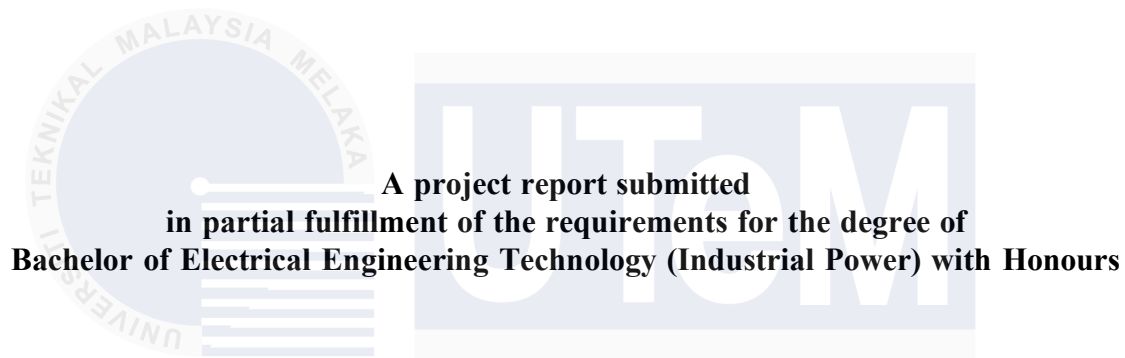 UNIVERSITI TEKNIKAL MALAYSIA MELAKA
UTeM
A project report submitted
in partial fulfillment of the requirements for the degree of
Bachelor of Electrical Engineering Technology (Industrial Power) with Honours